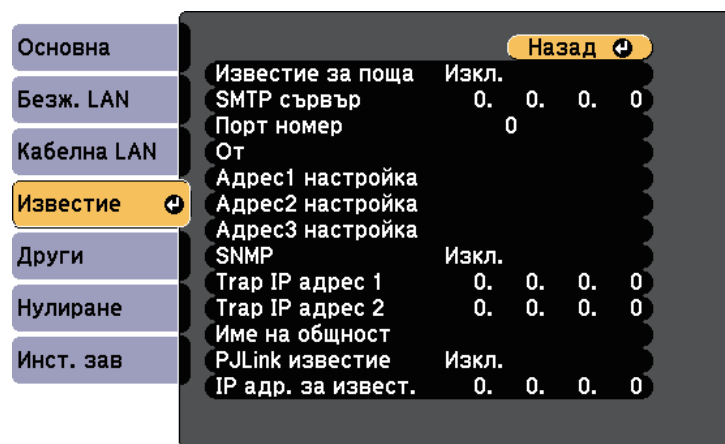 Основна
Безж. LAN
Кабелна LAN
Известие
Други
Нулиране
Инст. зав
Назад
Известие за поща Изкл.
SMTP сървър 0. 0. 0. 0
Порт номер 0
От
Адрес1 настройка
Адрес2 настройка
Адрес3 настройка
SNMP Изкл.
Trap IP адрес 1 0. 0. 0. 0
Trap IP адрес 2 0. 0. 0. 0
Име на общност
PJLink известие Изкл.
IP адр. за извест. 0. 0. 0. 0